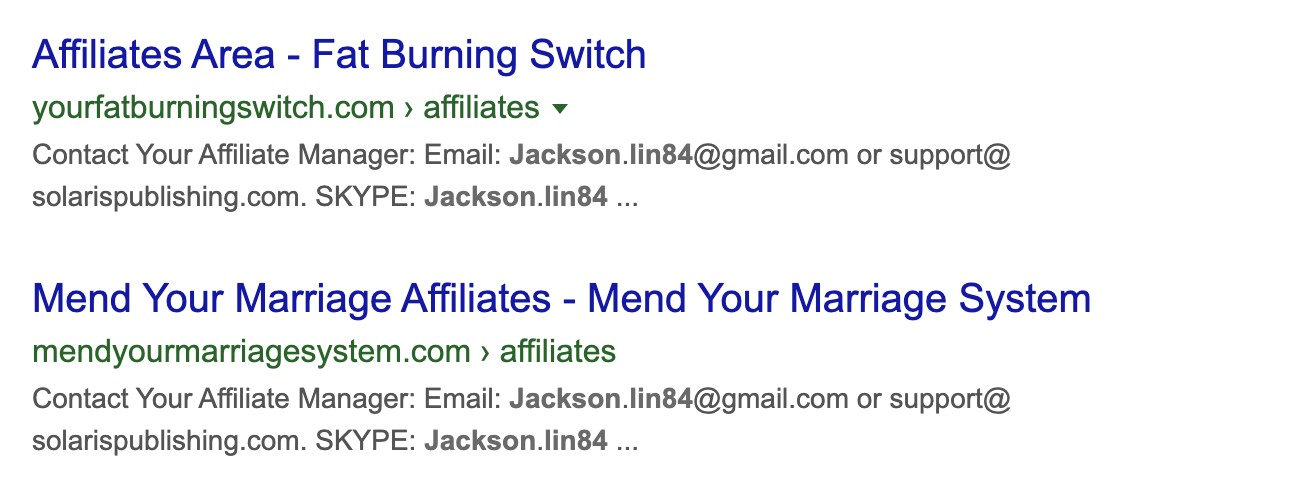 Affiliates Area - Fat Burning Switch
yourfatburningswitch.com › affiliates
Contact Your Affiliate Manager: Email: Jackson.lin84@gmail.com or support@
solarispublishing.com. SKYPE: Jackson.lin84 ...
Mend Your Marriage Affiliates - Mend Your Marriage System
mendyourmarriagesystem.com › affiliates
Contact Your Affiliate Manager: Email: Jackson.lin84@gmail.com or support@
solarispublishing.com. SKYPE: Jackson.lin84 ...